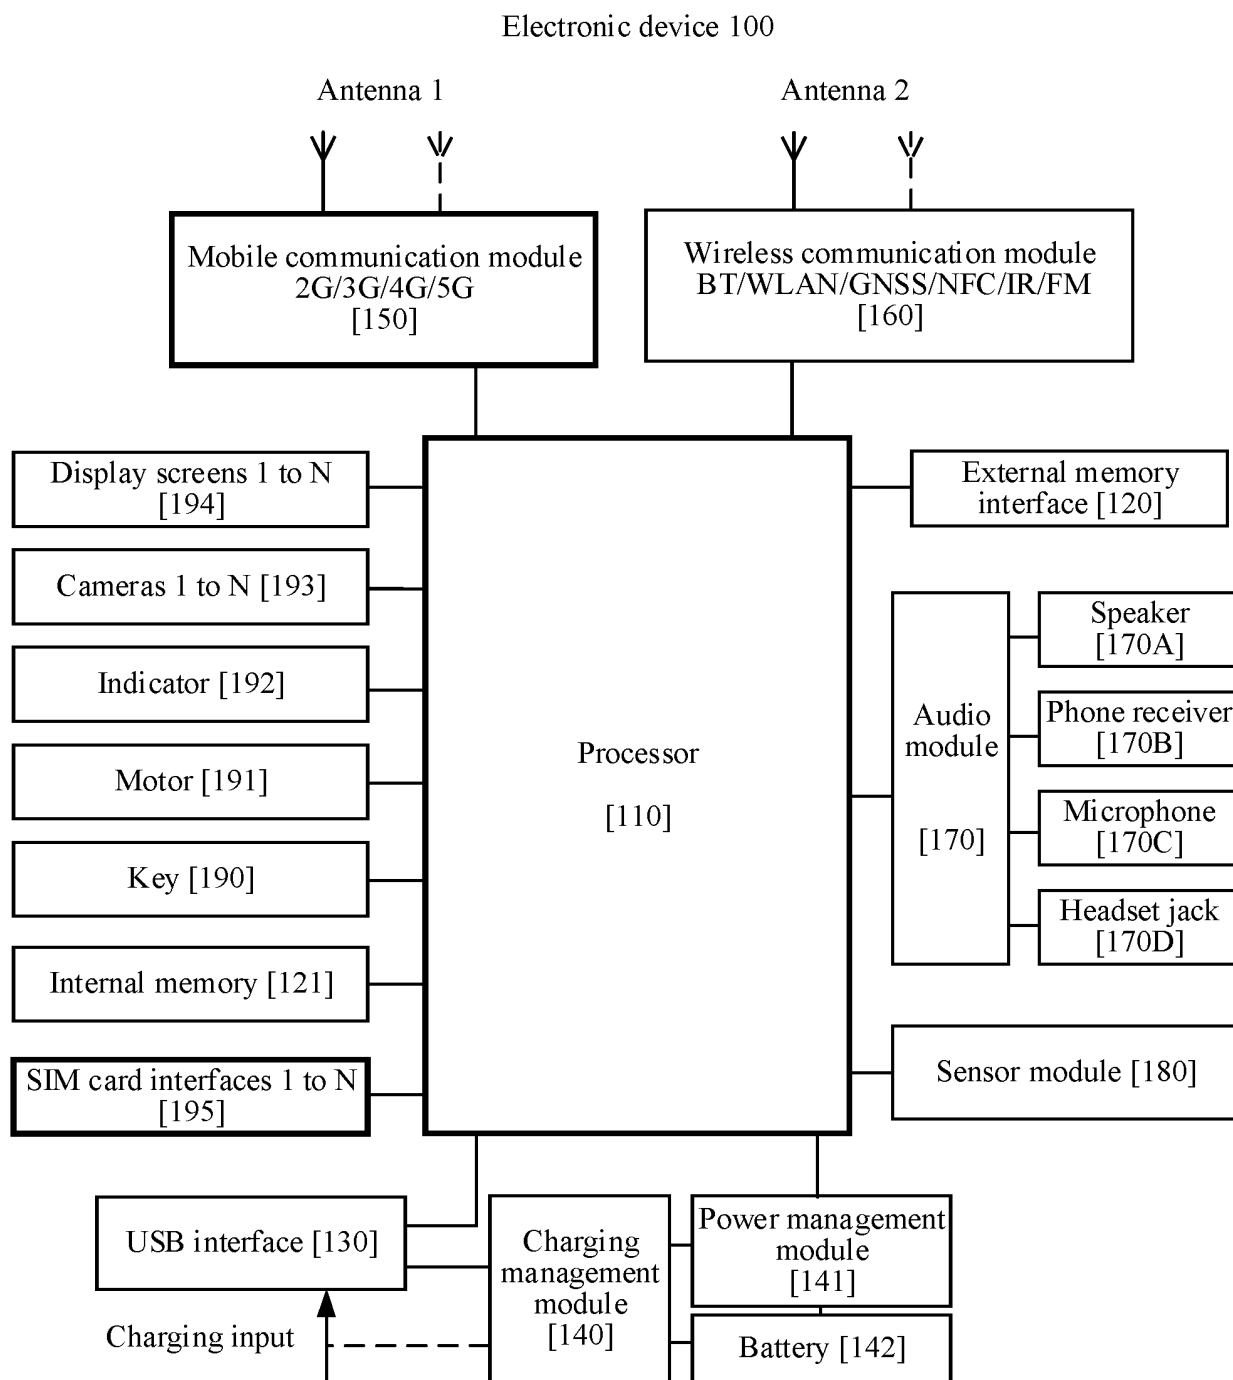 Electronic device 100
Antenna 1
Antenna 2
Mobile communication module
2G/3G/4G/5G
[150]
Wireless communication module
BT/WLAN/GNSS/NFC/IR/FM
[160]
Display screens 1 to N
[194]
Cameras 1 to N [193]
Indicator [192]
Motor [191]
Key [190]
Internal memory [121]
SIM card interfaces 1 to N
[195]
Processor
[110]
External memory
interface [120]
Audio
module
[170]
Speaker
[170A]
Phone receiver
[170B]
Microphone
[170C]
Headset jack
[170D]
Sensor module [180]
USB interface [130]
Charging
management
module
[140]
Power management
module
[141]
Battery [142]
Charging input